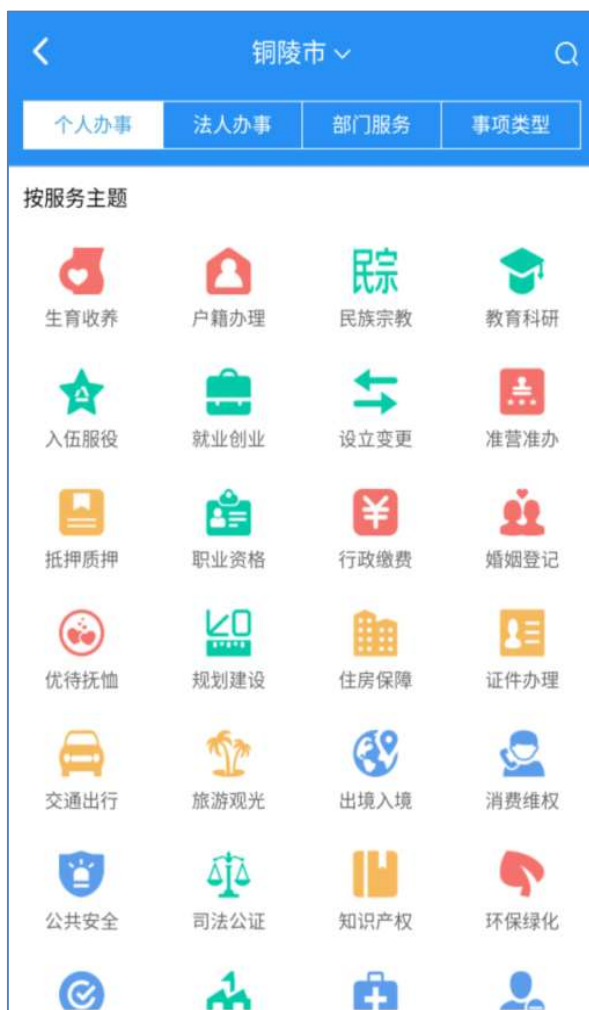 铜陵市
个人办事 法人办事 部门服务 事项类型
按服务主题
民宗
生育收养 户籍办理 民族宗教 教育科研
入伍服役 就业创业 设立变更 准营准办
抵押质押 职业资格 行政缴费 婚姻登记
优待抚恤 规划建设 住房保障 证件办理
交通出行 旅游观光 出境入境 消费维权
公共安全 司法公证 知识产权 环保绿化